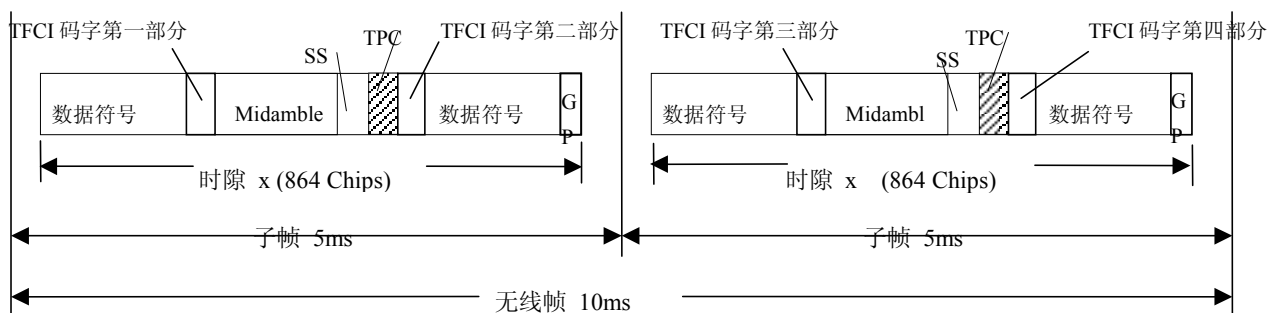 TFCI 码字第一部分
TPC
TFCI 码字第二部分
SS
TFCI 码字第三部分
TPC
TFCI 码字第四部分
SS
数据符号
Midamble
数据符号
GP
数据符号
Midambl
数据符号
GP
时隙 x (864 Chips)
时隙 x (864 Chips)
子帧 5ms
子帧 5ms
无线帧 10ms